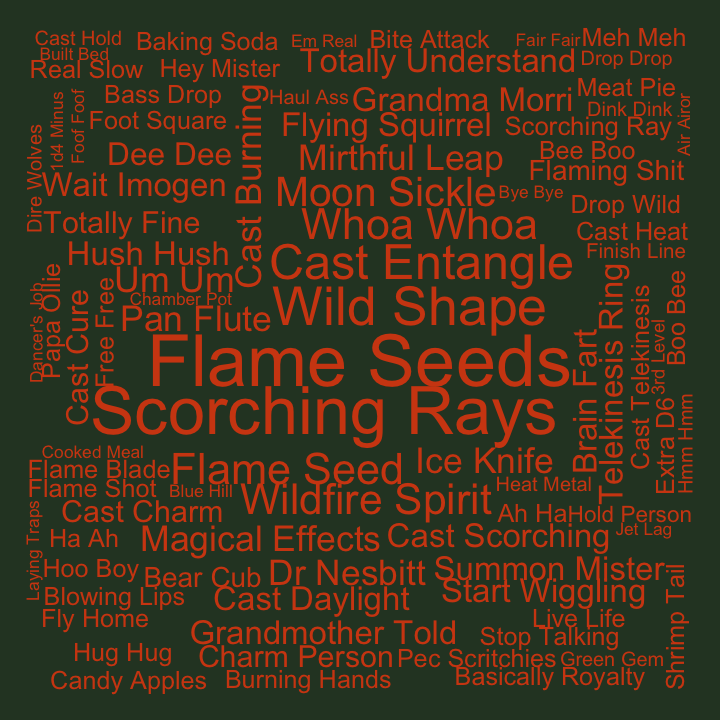 Cast Hold
Baking Soda
Em Real
Bite Attack
Fair Fair
Meh Meh
Built Bed
Real Slow
Hey Mister
Totally Understand
Drop Drop
Bass Drop
Haul Ass
Grandma Morri
Meat Pie
Dink Dink
1d4 Minus
Foof Foof
Foot Square
Cast Burning
Flying Squirrel
Scorching Ray
Air Airor
Dire Wolves
Dee Dee
Mirthful Leap
Bee Boo
Flaming Shit
Wait Imogen
Moon Sickle
Bye Bye
Drop Wild
Totally Fine
Whoa Whoa
Cast Heat
Hush Hush
Finish Line
Um Um
Cast Entangle
Chamber Pot
Dancer's Job
Papa Ollie
Cast Cure
Free Free
Pan Flute
Wild Shape
Brain Fart
Telekinesis Ring
Cast Telekinesis
3rd Level
Boo Bee
Flame Seeds
Scorching Rays
Extra D6
Hmm Hmm
Cooked Meal
Flame Blade
Flame Seed
Ice Knife
Flame Shot
Blue Hill
Heat Metal
Laying Traps
Cast Charm
Wildfire Spirit
Ah Ha
Hold Person
Ha Ah
Magical Effects
Cast Scorching
Jet Lag
Hoo Boy
Bear Cub
Dr Nesbitt
Summon Mister
Blowing Lips
Cast Daylight
Start Wiggling
Shrimp Tail
Fly Home
Live Life
Grandmother Told
Stop Talking
Hug Hug
Charm Person
Pec Scritchies
Green Gem
Candy Apples
Burning Hands
Basically Royalty